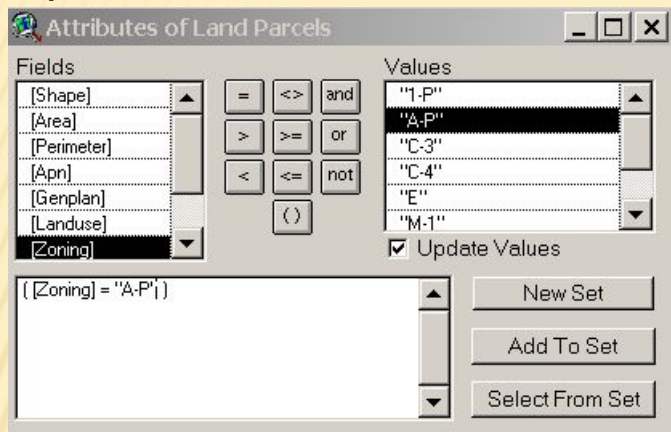 Attributes of Land Parcels
Fields
[Shape]
[Area]
[Perimeter]
[Apn]
[Genplan]
[Landuse]
[Zoning]
= <> and
> >= or
< <= not
( )
Values
"1-P"
"A-P"
"C-3"
"C-4"
"E"
"M-1"
Update Values
( [Zoning] = "A-P" )
New Set
Add To Set
Select From Set